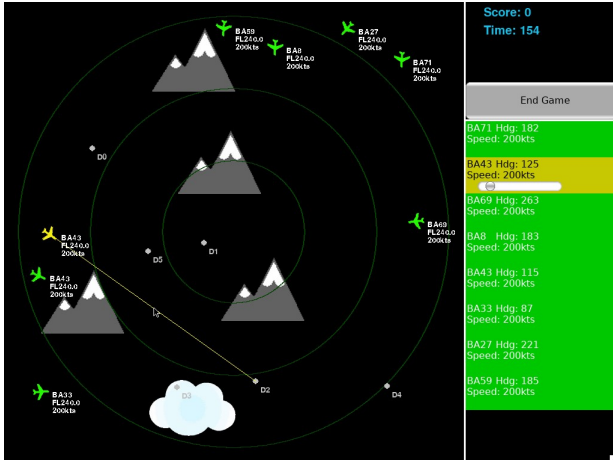 Score: 0
Time: 154
End Game
BA71 Hdg: 182
Speed: 200kts
BA43 Hdg: 125
Speed: 200kts
BA69 Hdg: 263
Speed: 200kts
BA8 Hdg: 183
Speed: 200kts
BA43 Hdg: 115
Speed: 200kts
BA33 Hdg: 87
Speed: 200kts
BA27 Hdg: 221
Speed: 200kts
BA59 Hdg: 185
Speed: 200kts
BA59
FL240.0
200kts
BA8
FL240.0
200kts
BA27
FL240.0
200kts
BA71
FL240.0
200kts
D0
BA43
FL240.0
200kts
D1
D5
BA69
FL240.0
200kts
BA43
FL240.0
200kts
BA33
FL240.0
200kts
D3
D2
D4